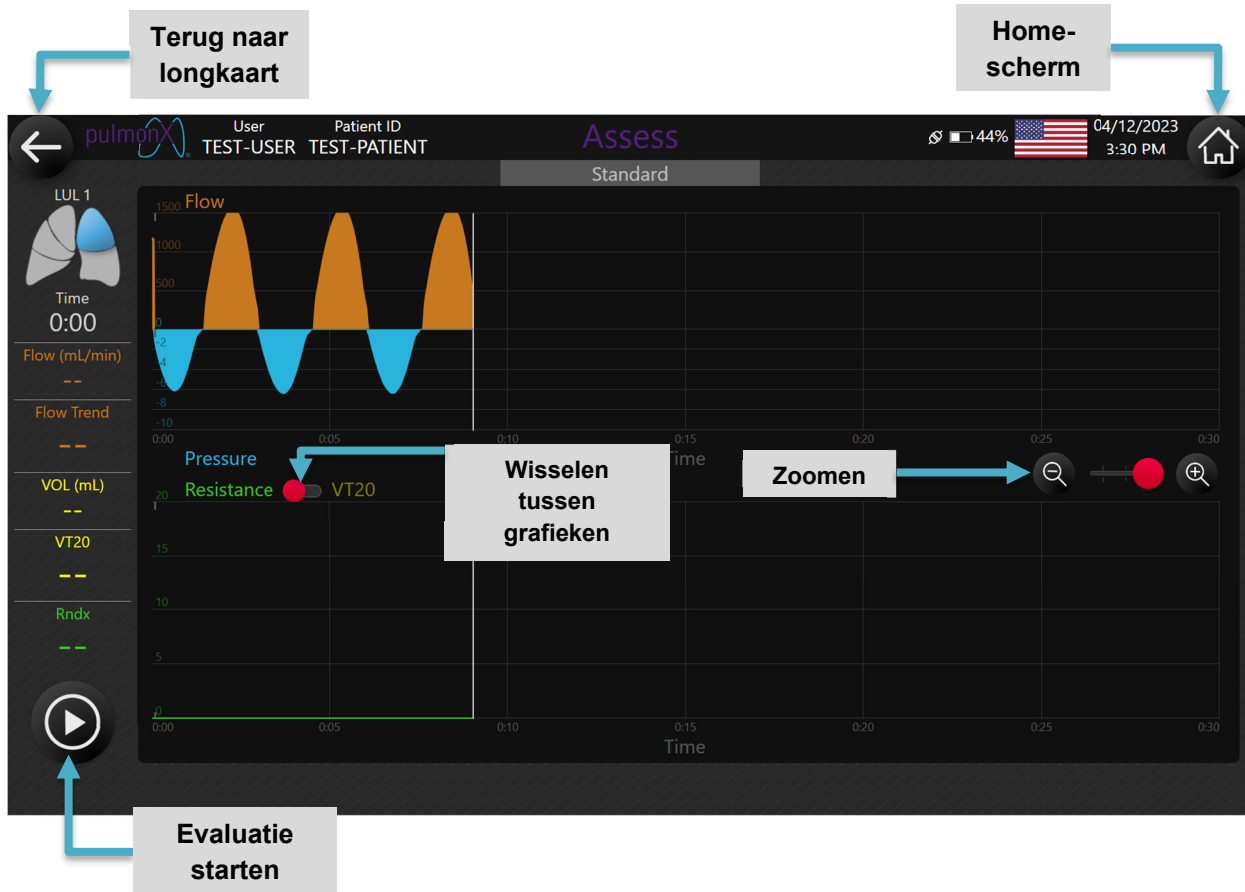 Terug naar
longkaart
Home-
scherm
pulmonX
User
TEST-USER
Patient ID
TEST-PATIENT
Assess
44%
04/12/2023
3:30 PM
Standard
LUL 1
Time
0:00
Flow (mL/min)
--
Flow Trend
--
VOL (mL)
--
VT20
--
Rndx
--
Flow
1500
1000
500
0
-2
-4
-6
-8
-10
0:00 0:05 0:10 0:15 0:20 0:25 0:30
Time
Pressure
Resistance VT20
Wisselen
tussen
grafieken
Zoomen
20
15
10
5
0
0:00 0:05 0:10 0:15 0:20 0:25 0:30
Time
Evaluatie
starten